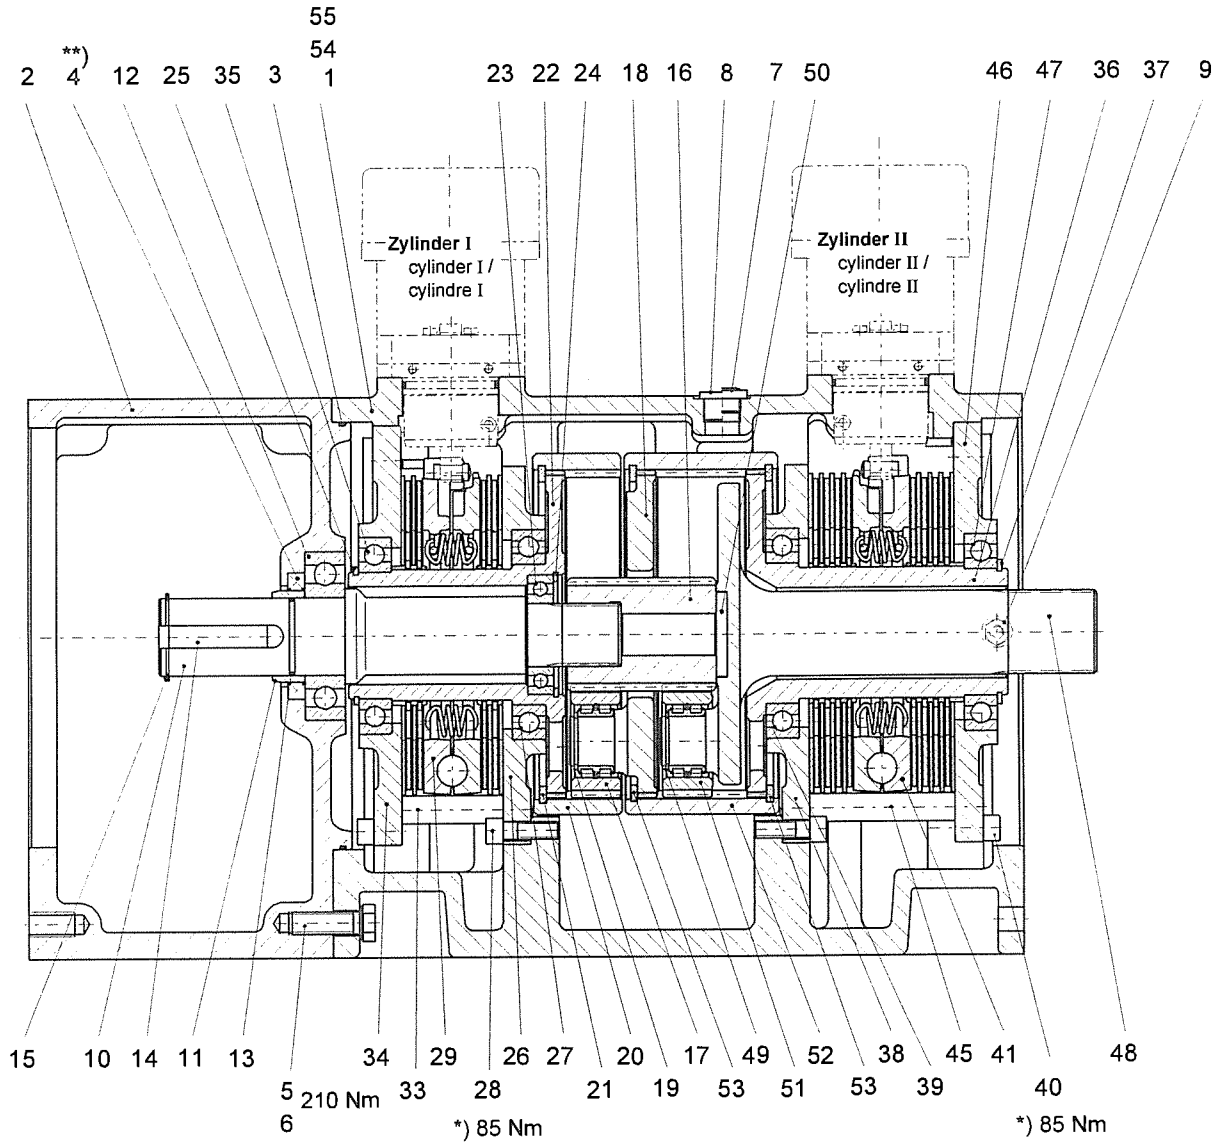 55
**) 54
2 4 12 25 35 3 1 23 22 24 18 16 8 7 50 46 47 36 37 9
Zylinder I
cylinder I /
cylindre I
Zylinder II
cylinder II /
cylindre II
15 10 14 11 13 34 29 26 27 20 17 49 52 38 45 41 48
5 210 Nm 33 28 21 19 53 51 53 39 40
6 *) 85 Nm *) 85 Nm